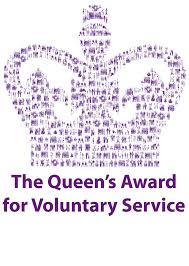 The Queen's Award
for Voluntary Service